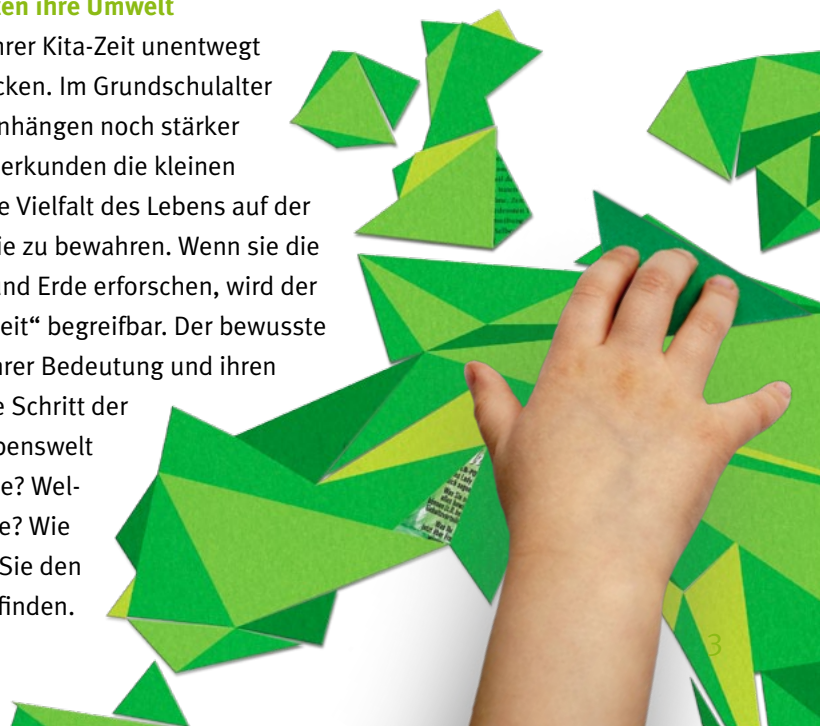 ten ihre Umwelt
hrer Kita-Zeit unentwegt
cken. Im Grundschulalter
nhängen noch stärker
erkunden die kleinen
e Vielfalt des Lebens auf der
ie zu bewahren. Wenn sie die
und Erde erforschen, wird der
eit“ begreifbar. Der bewusste
hrer Bedeutung und ihren
e Schritt der
benswelt
e? Wel-
e? Wie
Sie den
finden.
3